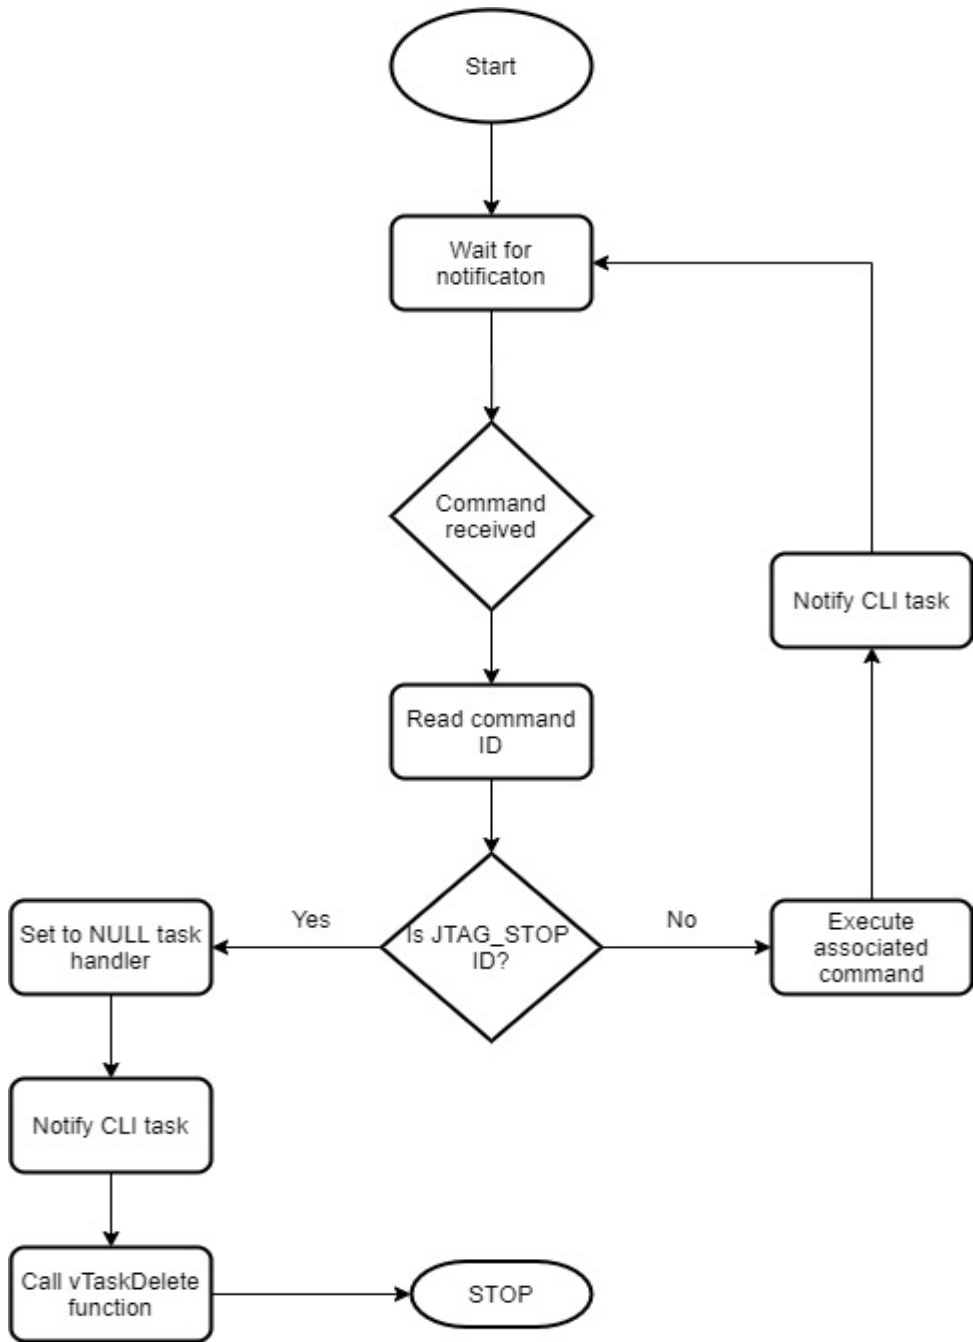 Start
Wait for
notificaton
Command
received
Notify CLI task
Read command
ID
Yes
No
Set to NULL task
handler
Is JTAG_STOP
ID?
Execute
associated
command
Notify CLI task
Call vTaskDelete
function
STOP